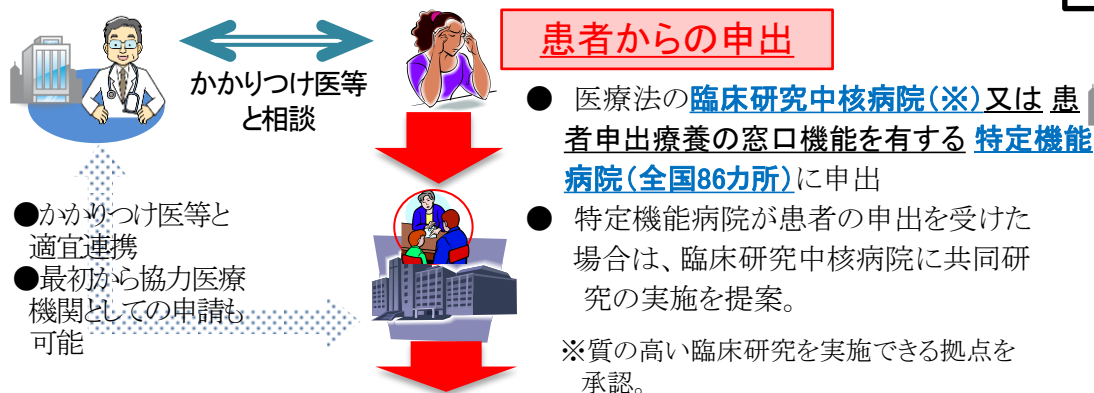 患者からの申出
かかりつけ医等
と相談
● 医療法の臨床研究中核病院(※)又は 患
者申出療養の窓口機能を有する 特定機能
病院(全国86カ所)に申出
● 特定機能病院が患者の申出を受けた
場合は、臨床研究中核病院に共同研
究の実施を提案。
※質の高い臨床研究を実施できる拠点を
承認。
●かかりつけ医等と
適宜連携
●最初から協力医療
機関としての申請も
可能